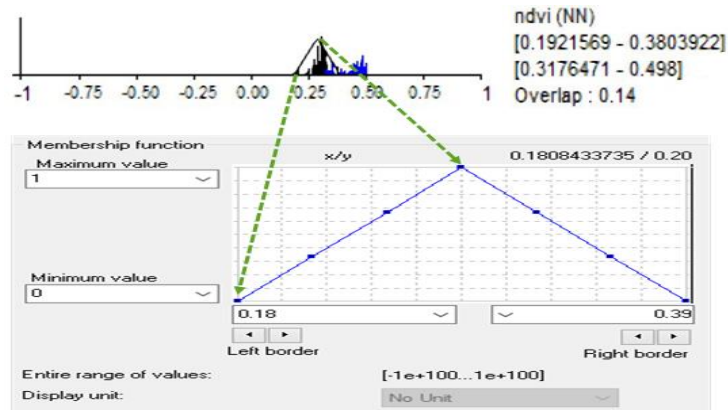 ndvi (NN)
[0.1921569 - 0.3803922]
[0.3176471 - 0.498]
Overlap : 0.14
-1 -0.75 -0.50 -0.25 0.00 0.25 0.50 0.75 1
Membership function
Maximum value
x/y 0.1808433735 / 0.20
1
Minimum value
0
0.18 0.39
Left border Right border
Entire range of values: [-1e+100...1e+100]
Display unit: No Unit